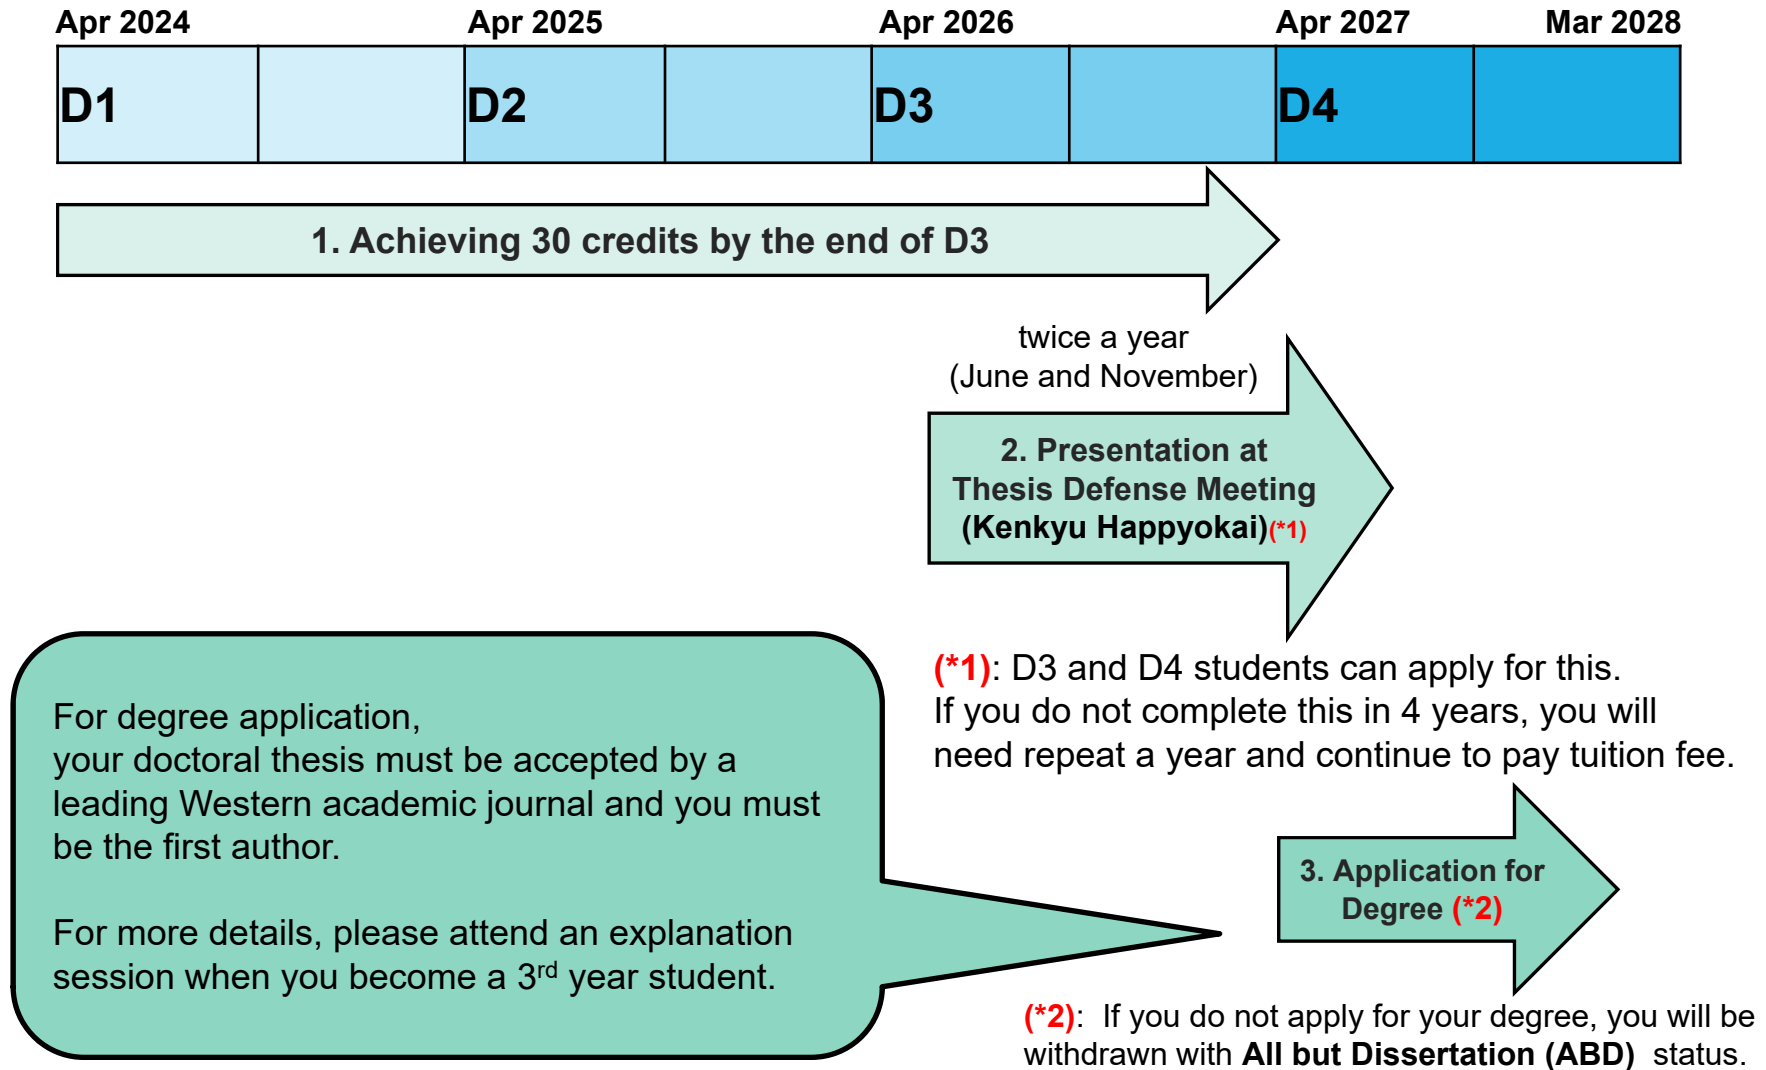 Apr 2024 Apr 2025 Apr 2026 Apr 2027 Mar 2028
D1 D2 D3 D4
1. Achieving 30 credits by the end of D3
twice a year
(June and November)
2. Presentation at
Thesis Defense Meeting
(Kenkyu Happyokai)(*1)
(*1): D3 and D4 students can apply for this.
If you do not complete this in 4 years, you will
need repeat a year and continue to pay tuition fee.
For degree application,
your doctoral thesis must be accepted by a
leading Western academic journal and you must
be the first author.
For more details, please attend an explanation
session when you become a 3rd year student.
3. Application for
Degree (*2)
(*2): If you do not apply for your degree, you will be
withdrawn with All but Dissertation (ABD) status.